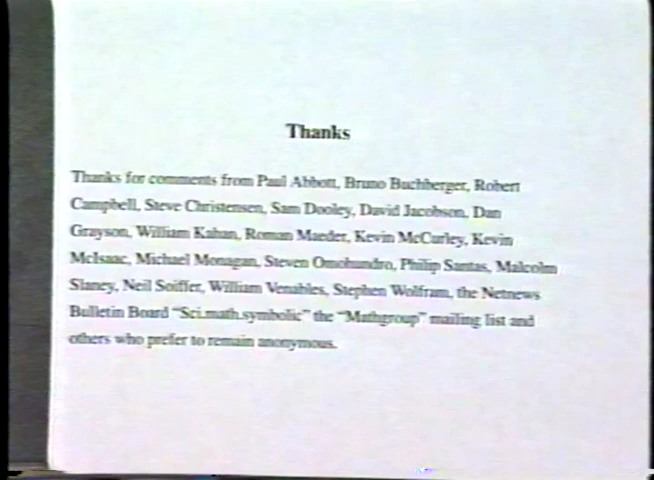 Thanks
Thanks for comments from Paul Abbott, Bruno Buchberger, Robert
Campbell, Steve Christensen, Sam Dooley, David Jacobson, Dan
Grayson, William Kahan, Roman Maeder, Kevin McCurley, Kevin
McIsaac, Michael Monagan, Steven Omohundro, Philip Santas, Malcolm
Slaney, Neil Soiffer, William Venables, Stephen Wolfram, the Netnews
Bulletin Board “Sci.math.symbolic” the “Mathgroup” mailing list and
others who prefer to remain anonymous.